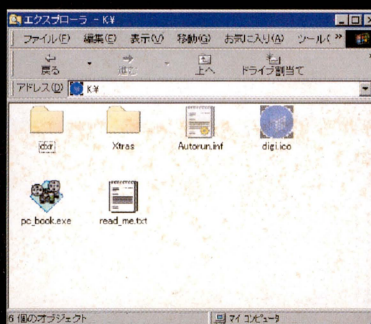 エクスプローラ - K:¥
ファイル(F) 編集(E) 表示(V) 移動(G) お気に入り(A) ツール( »
戻る 進む 上へ ドライブ割当て
アドレス(D) K:¥
dxr Xtras Autorun.inf digi.ico
pc_book.exe read_me.txt
6 個のオブジェクト マイ コンピュータ